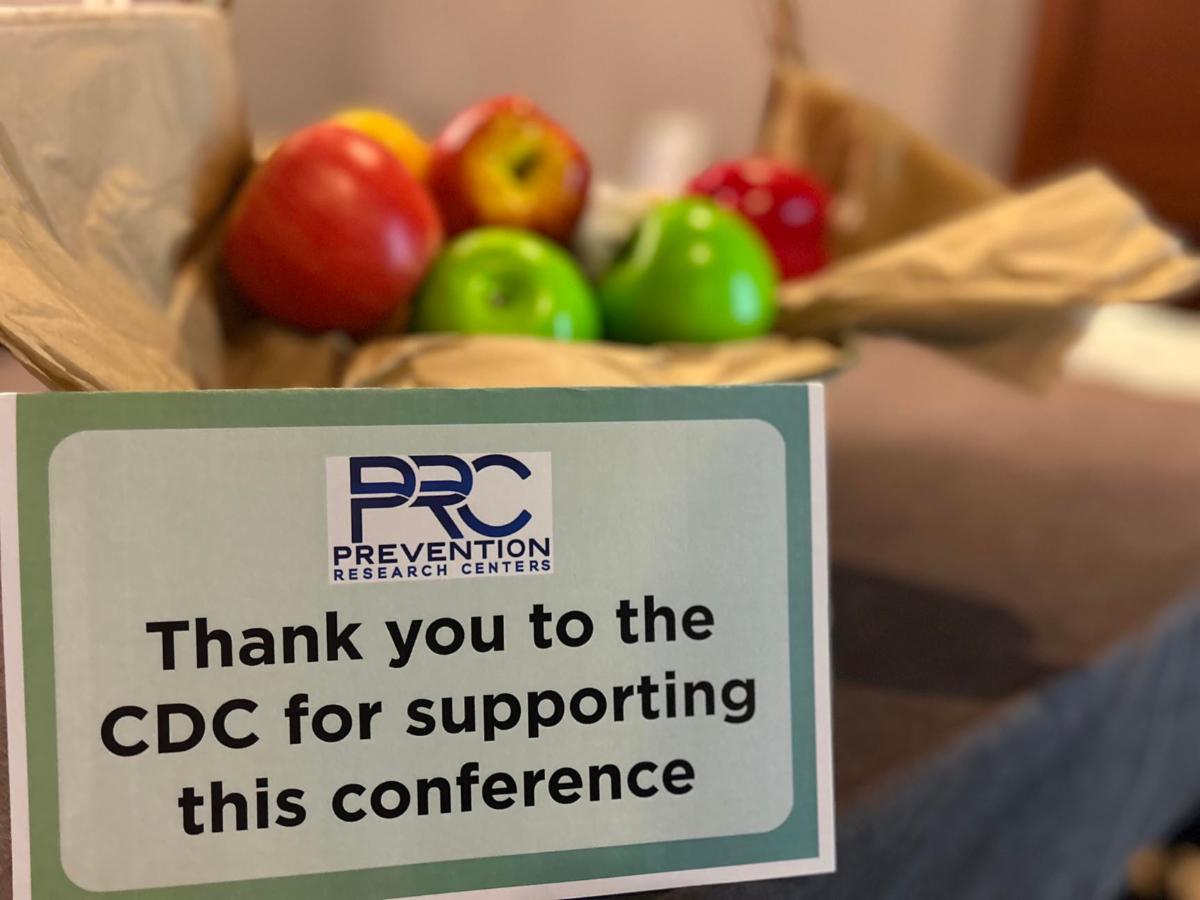 PRC
PREVENTION
RESEARCH CENTERS
Thank you to the
CDC for supporting
this conference